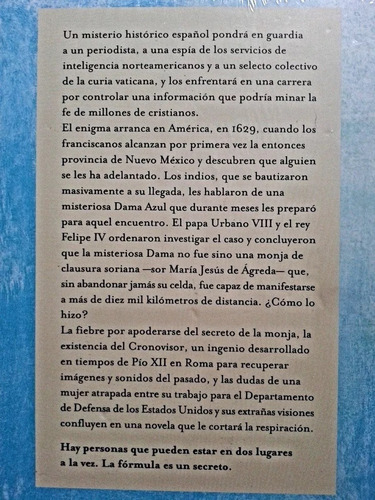 Un misterio histórico español pondrá en guardia
a un periodista, a una espía de los servicios de
inteligencia norteamericanos y a un selecto colectivo
de la curia vaticana, y los enfrentará en una carrera
por controlar una información que podría minar la
fe de millones de cristianos.
El enigma arranca en América, en 1629, cuando los
franciscanos alcanzan por primera vez la entonces
provincia de Nuevo México y descubren que alguien
se les ha adelantado. Los indios, que se bautizaron
masivamente a su llegada, les hablaron de una
misteriosa Dama Azul que durante meses les preparó
para aquel encuentro. El papa Urbano VIII y el rey
Felipe IV ordenaron investigar el caso y concluyeron
que la misteriosa Dama no fue sino una monja de
clausura soriana —sor María Jesús de Ágreda— que,
sin abandonar jamás su celda, fue capaz de manifestarse
a más de diez mil kilómetros de distancia. ¿Cómo lo
hizo?
La fiebre por apoderarse del secreto de la monja, la
existencia del Cronovisor, un ingenio desarrollado
en tiempos de Pío XII en Roma para recuperar
imágenes y sonidos del pasado, y las dudas de una
mujer atrapada entre su trabajo para el Departamento
de Defensa de los Estados Unidos y sus extrañas visiones
confluyen en una novela que le cortará la respiración.
Hay personas que pueden estar en dos lugares
a la vez. La fórmula es un secreto.